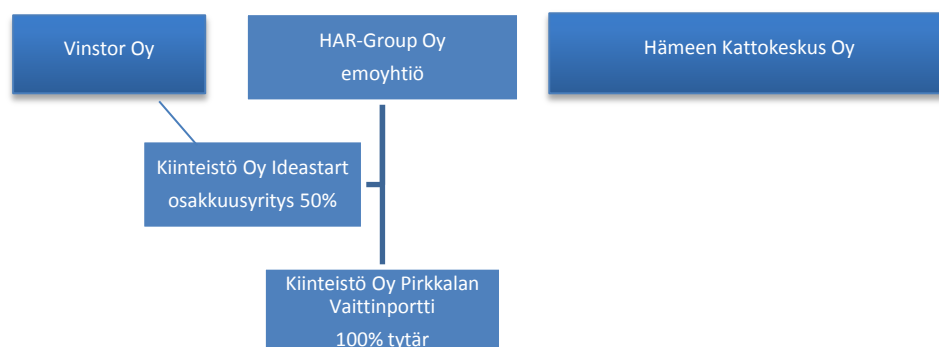 Vinstor Oy
HAR-Group Oy
emoyhtiö
Hämeen Kattokeskus Oy
Kiinteistö Oy Ideastart
osakkuusyritys 50%
Kiinteistö Oy Pirkkalan
Vaittinportti
100% tytär